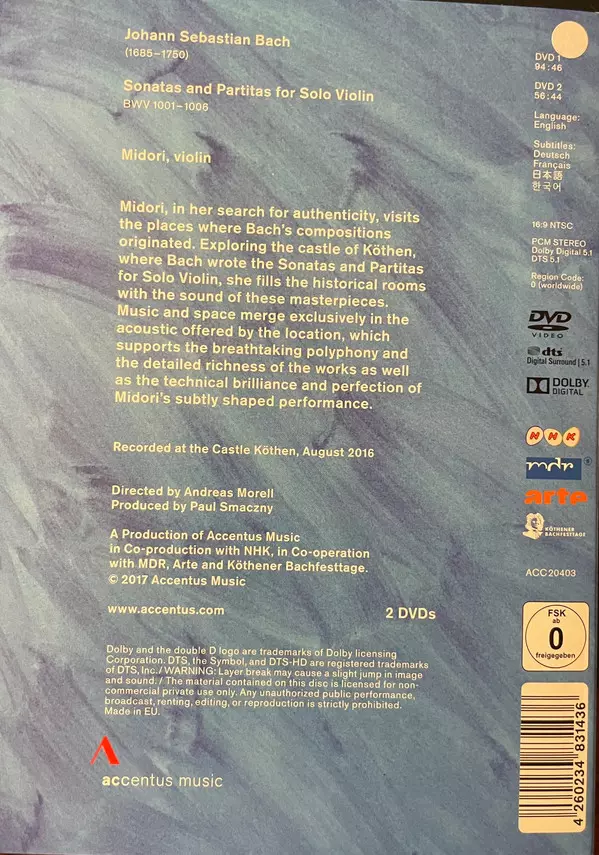 Johann Sebastian Bach
(1685–1750)
Sonatas and Partitas for Solo Violin
BWV 1001–1006
Midori, violin
Midori, in her search for authenticity, visits
the places where Bach's compositions
originated. Exploring the castle of Köthen,
where Bach wrote the Sonatas and Partitas
for Solo Violin, she fills the historical rooms
with the sound of these masterpieces.
Music and space merge exclusively in the
acoustic offered by the location, which
supports the breathtaking polyphony and
the detailed richness of the works as well
as the technical brilliance and perfection of
Midori's subtly shaped performance.
Recorded at the Castle Köthen, August 2016
Directed by Andreas Morell
Produced by Paul Smaczny
A Production of Accentus Music
in Co-production with NHK, in Co-operation
with MDR, Arte and Köthener Bachfesttage.
© 2017 Accentus Music
www.accentus.com
2 DVDs
Dolby and the double D logo are trademarks of Dolby licensing
Corporation. DTS, the Symbol, and DTS-HD are registered trademarks
of DTS, Inc. / WARNING: Layer break may cause a slight jump in image
and sound. / The material contained on this disc is licensed for non-
commercial private use only. Any unauthorized public performance,
broadcast, renting, editing, or reproduction is strictly prohibited.
Made in EU.
accentus music
DVD 1
94:46
DVD 2
56:44
Language:
English
Subtitles:
Deutsch
Français
日本語
한국어
16:9 NTSC
PCM STEREO
Dolby Digital 5.1
DTS 5.1
Region Code:
0 (worldwide)
DVD
VIDEO
dts
Digital Surround | 5.1
DOLBY
DIGITAL
NHK
mdr
arte
KÖTHENER
BACHFESTTAGE
ACC20403
FSK
ab
0
freigegeben
4 260234 831436